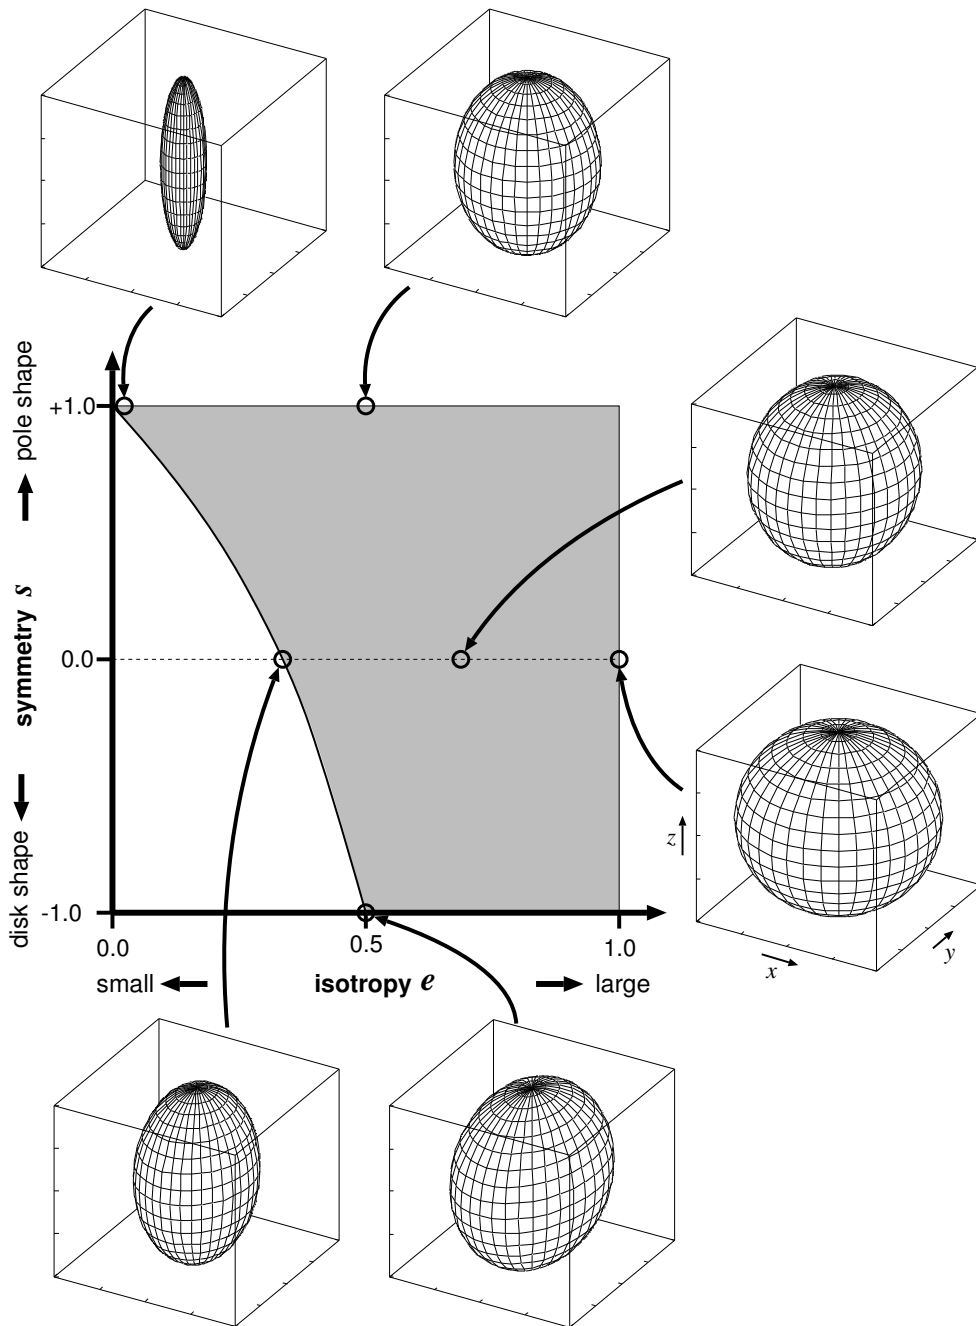 pole shape
+1.0
symmetry s
0.0
disk shape
-1.0
0.0
0.5
1.0
small
isotropy e
large
z
x
y